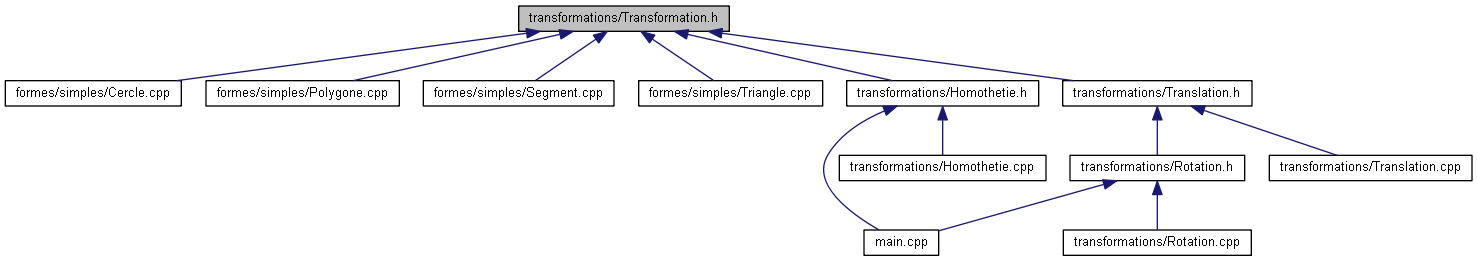 transformations/Transformation.h
formes/simples/Cercle.cpp
formes/simples/Polygone.cpp
formes/simples/Segment.cpp
formes/simples/Triangle.cpp
transformations/Homothetie.h
transformations/Translation.h
transformations/Homothetie.cpp
transformations/Rotation.h
transformations/Translation.cpp
main.cpp
transformations/Rotation.cpp